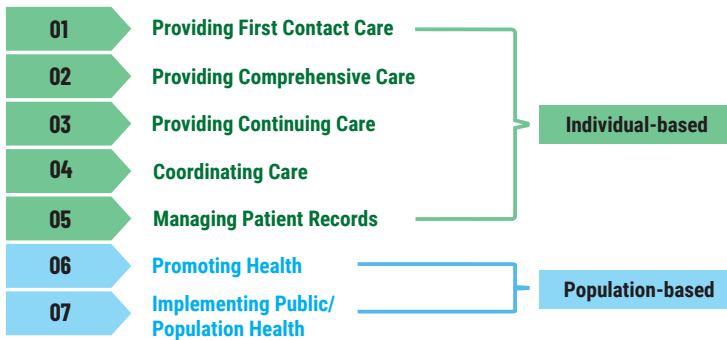 01 Providing First Contact Care
02 Providing Comprehensive Care
03 Providing Continuing Care
Individual-based
04 Coordinating Care
05 Managing Patient Records
06 Promoting Health
Population-based
07 Implementing Public/
Population Health